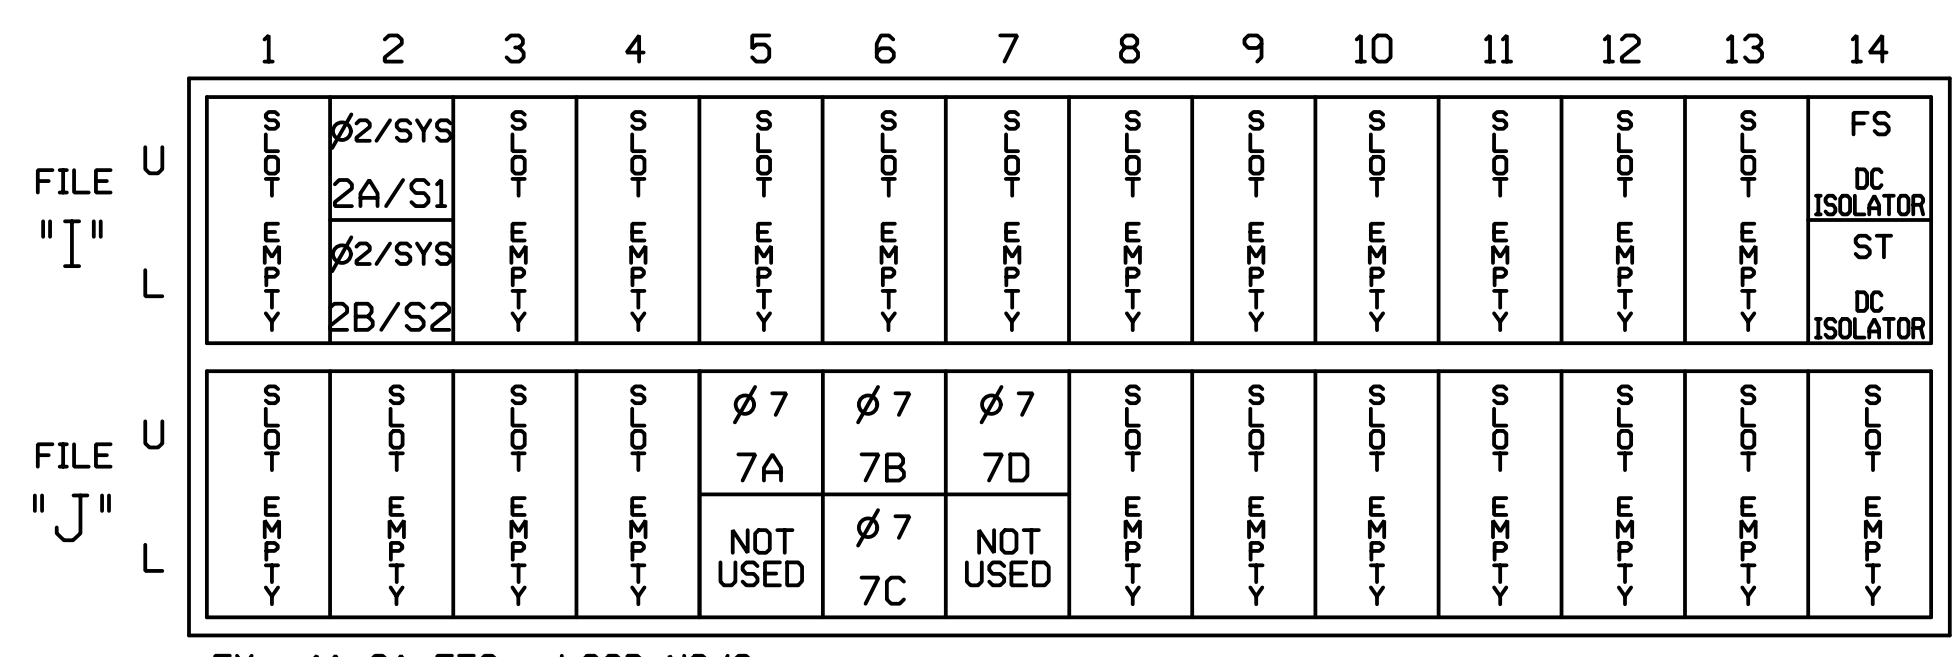 1 2 3 4 5 6 7 8 9 10 11 12 13 14
FILE "I"
U
L
SLOT EMPTY
Ø2/SYS
2A/S1
Ø2/SYS
2B/S2
SLOT EMPTY
SLOT EMPTY
SLOT EMPTY
SLOT EMPTY
SLOT EMPTY
SLOT EMPTY
SLOT EMPTY
SLOT EMPTY
SLOT EMPTY
SLOT EMPTY
SLOT EMPTY
FS
DC
ISOLATOR
ST
DC
ISOLATOR
FILE "J"
U
L
SLOT EMPTY
SLOT EMPTY
SLOT EMPTY
SLOT EMPTY
Ø 7
7A
NOT
USED
Ø 7
7B
Ø 7
7C
Ø 7
7D
NOT
USED
SLOT EMPTY
SLOT EMPTY
SLOT EMPTY
SLOT EMPTY
SLOT EMPTY
SLOT EMPTY
SLOT EMPTY